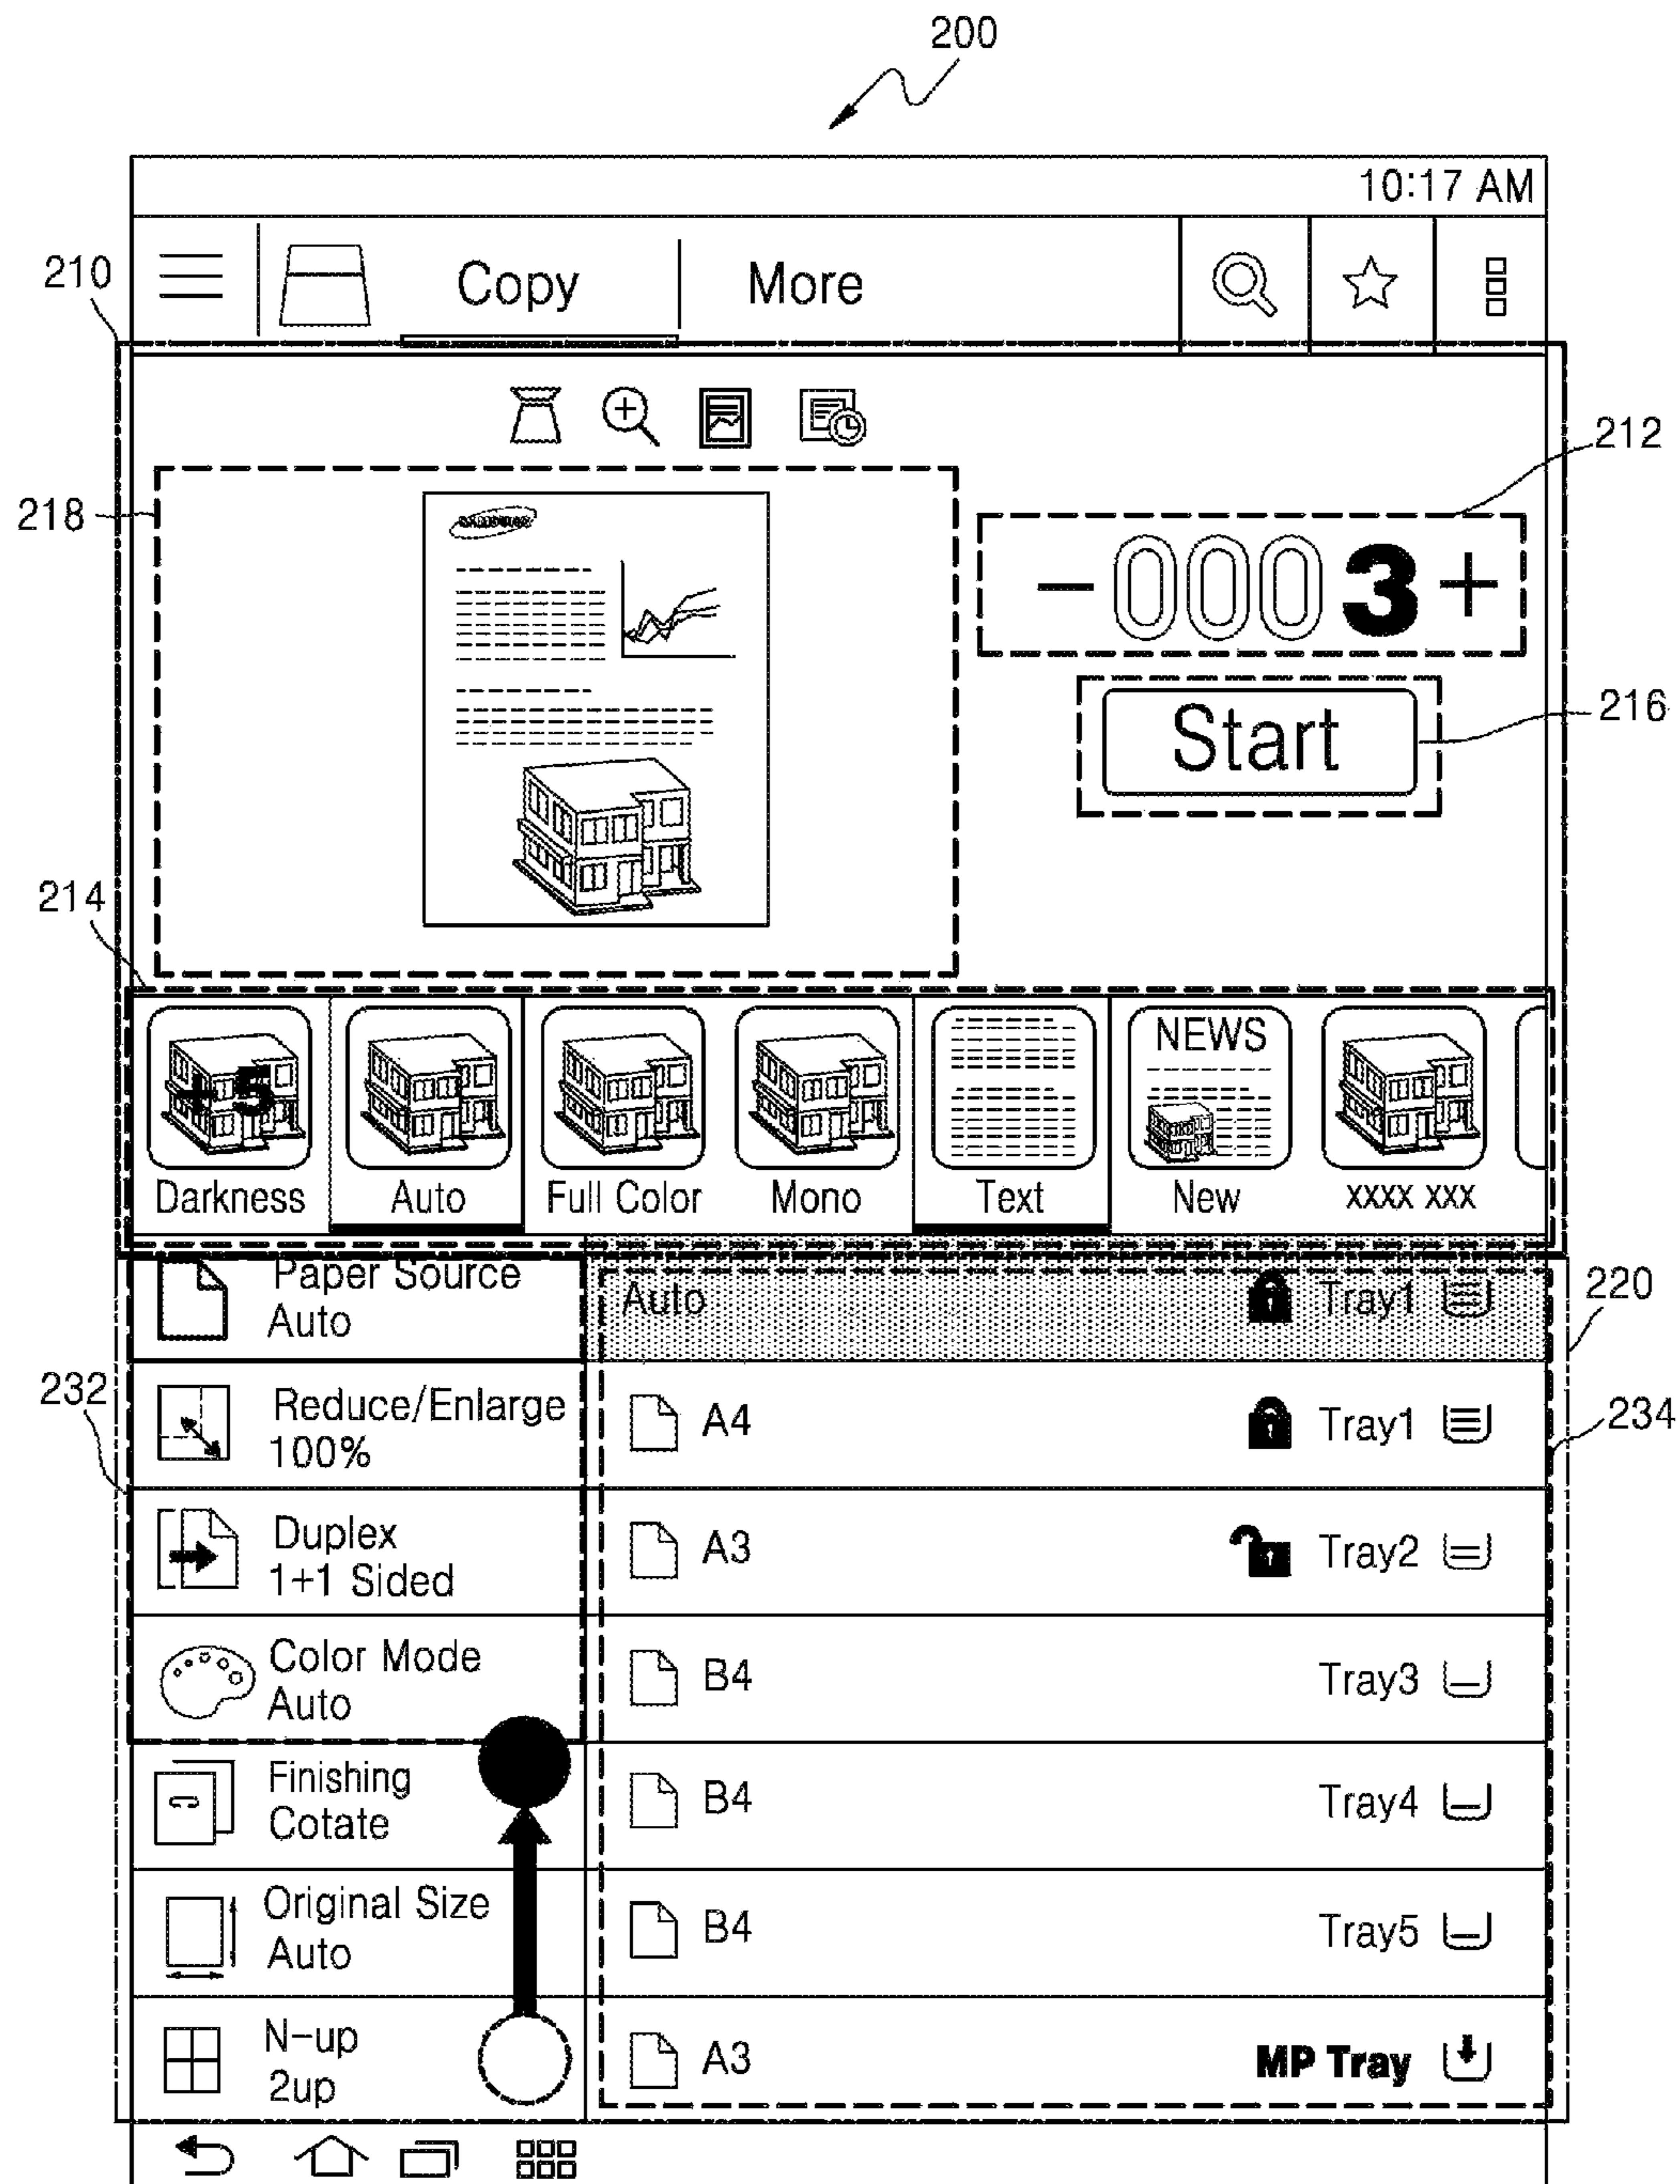 200
10:17 AM
210
Copy
More
212
218
SAMSUNG
- 0003 +
216
Start
214
+ 5
NEWS
Darkness
Auto
Full Color
Mono
Text
New
xxxx xxx
Paper Source
Auto
Auto
Tray1
220
232
Reduce/Enlarge
100%
A4
Tray1
234
Duplex
1+1 Sided
A3
Tray2
Color Mode
Auto
B4
Tray3
Finishing
Cotate
B4
Tray4
Original Size
Auto
B4
Tray5
N-up
2up
A3
MP Tray